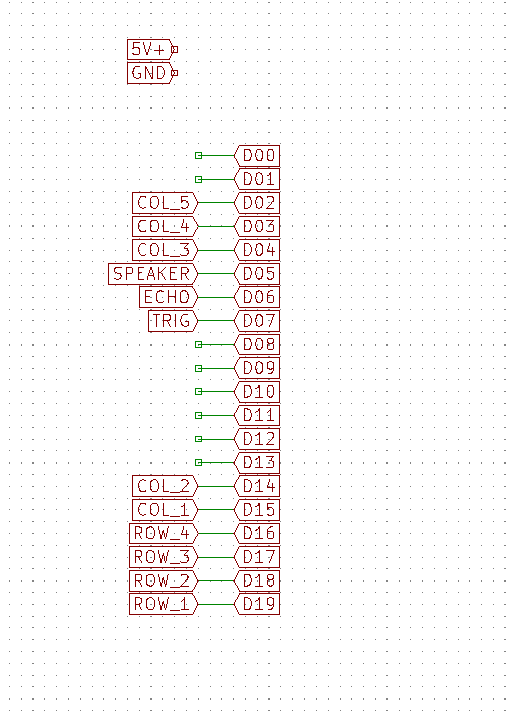 5V+
GND
D00
D01
COL_5 D02
COL_4 D03
COL_3 D04
SPEAKER D05
ECHO D06
TRIG D07
D08
D09
D10
D11
D12
D13
COL_2 D14
COL_1 D15
ROW_4 D16
ROW_3 D17
ROW_2 D18
ROW_1 D19